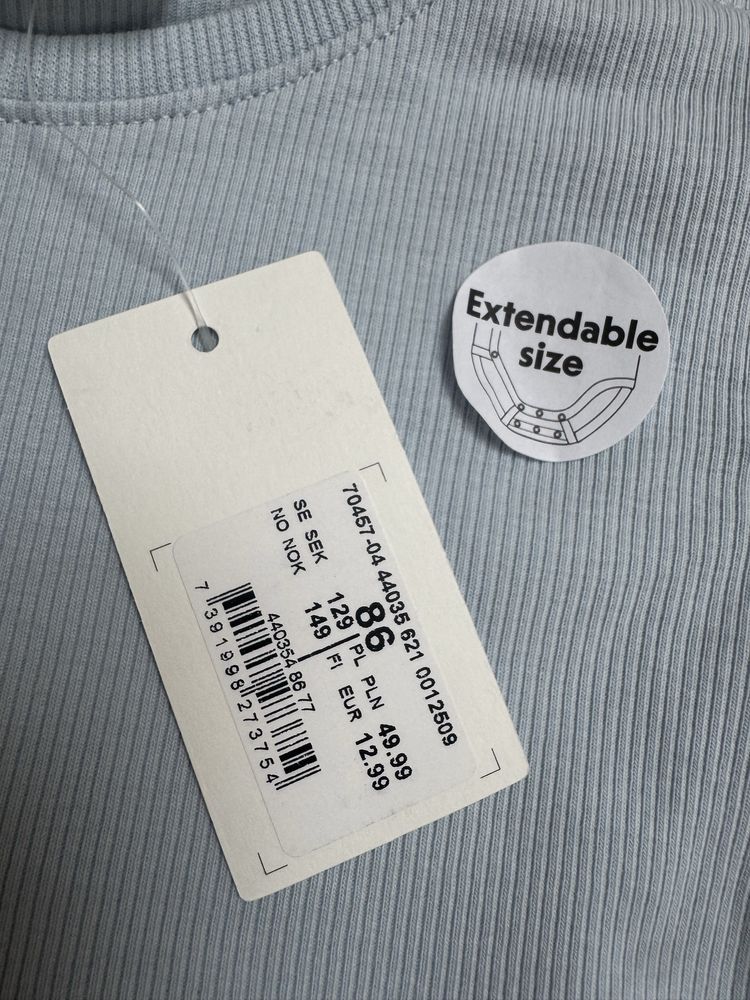 Extendable
size
70457-04 44035 621 0012509
86
SE SEK 129 PL PLN 49.99
NO NOK 149 FI EUR 12.99
440354 86 77
7 391998 273754